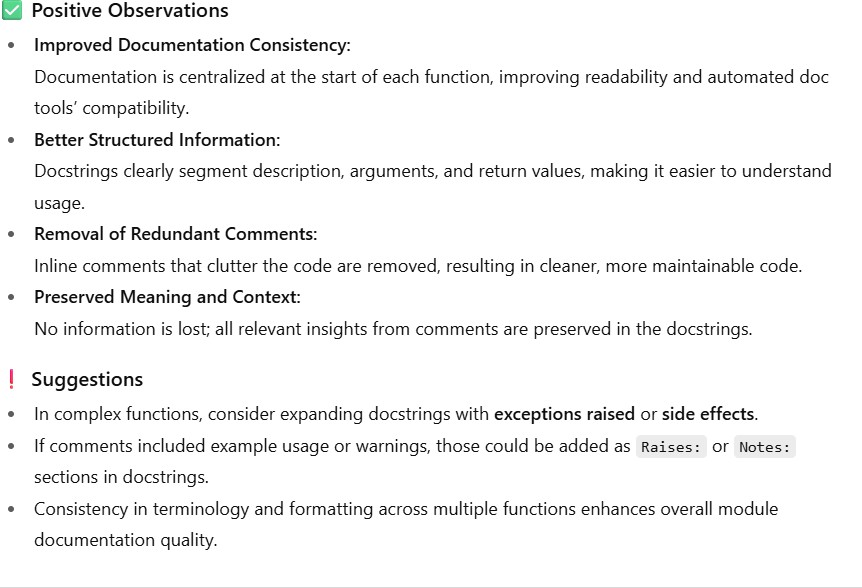 ✅ Positive Observations
• Improved Documentation Consistency:
Documentation is centralized at the start of each function, improving readability and automated doc
tools’ compatibility.
• Better Structured Information:
Docstrings clearly segment description, arguments, and return values, making it easier to understand
usage.
• Removal of Redundant Comments:
Inline comments that clutter the code are removed, resulting in cleaner, more maintainable code.
• Preserved Meaning and Context:
No information is lost; all relevant insights from comments are preserved in the docstrings.
❗ Suggestions
• In complex functions, consider expanding docstrings with exceptions raised or side effects.
• If comments included example usage or warnings, those could be added as Raises: or Notes:
sections in docstrings.
• Consistency in terminology and formatting across multiple functions enhances overall module
documentation quality.